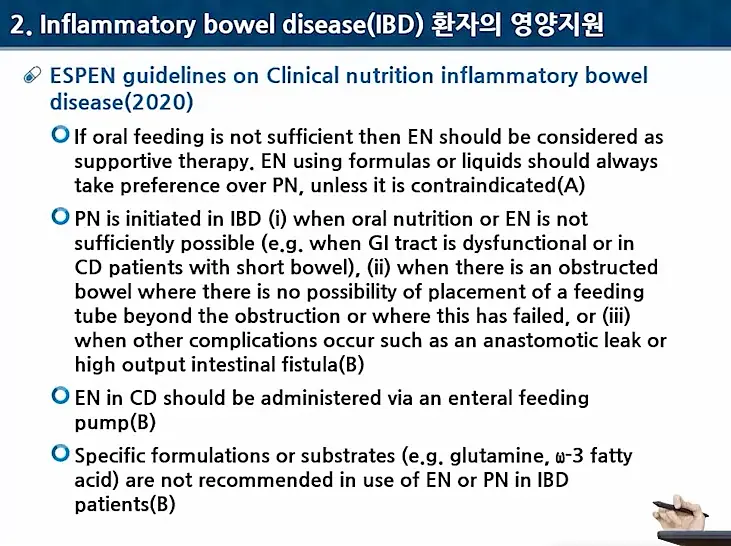 2. Inflammatory bowel disease(IBD) 환자의 영양지원
ESPEN guidelines on Clinical nutrition inflammatory bowel
disease(2020)
If oral feeding is not sufficient then EN should be considered as
supportive therapy. EN using formulas or liquids should always
take preference over PN, unless it is contraindicated(A)
PN is initiated in IBD (i) when oral nutrition or EN is not
sufficiently possible (e.g. when GI tract is dysfunctional or in
CD patients with short bowel), (ii) when there is an obstructed
bowel where there is no possibility of placement of a feeding
tube beyond the obstruction or where this has failed, or (iii)
when other complications occur such as an anastomotic leak or
high output intestinal fistula(B)
EN in CD should be administered via an enteral feeding
pump(B)
Specific formulations or substrates (e.g. glutamine, ω-3 fatty
acid) are not recommended in use of EN or PN in IBD
patients(B)